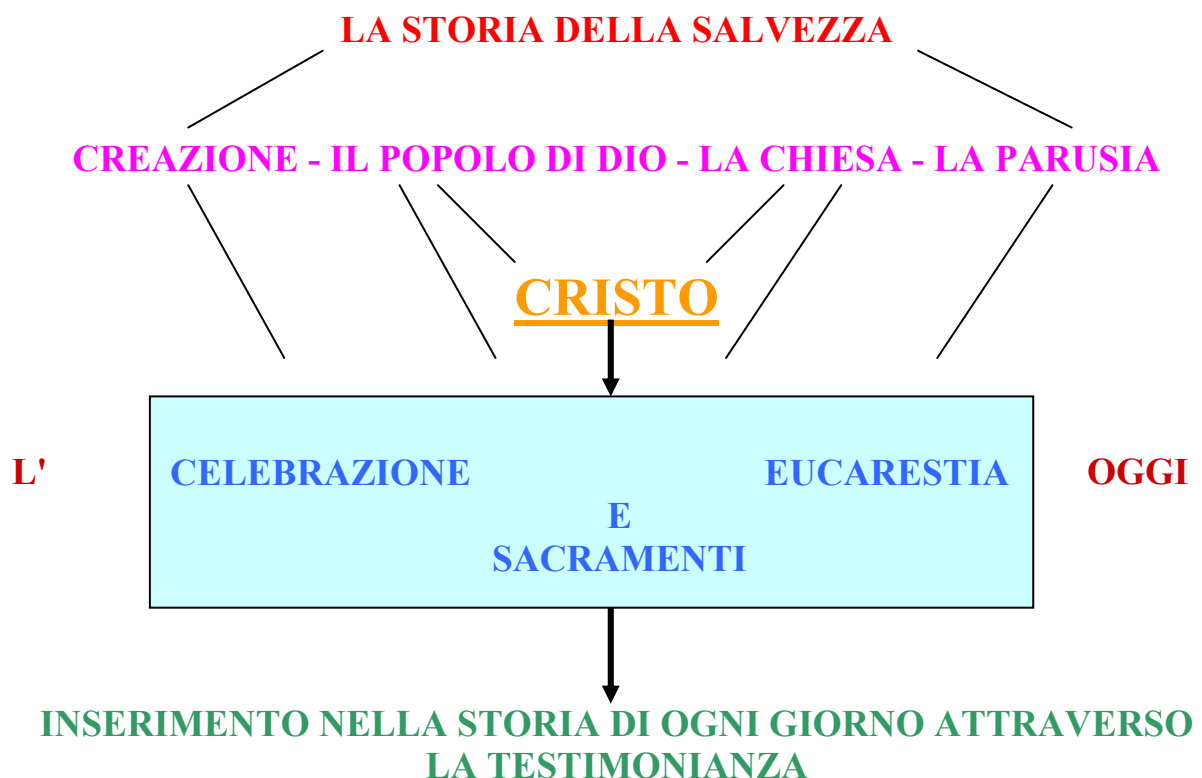 LA STORIA DELLA SALVEZZA
CREAZIONE - IL POPOLO DI DIO - LA CHIESA - LA PARUSIA
CRISTO
L' CELEBRAZIONE EUCARESTIA OGGI
E
SACRAMENTI
INSERIMENTO NELLA STORIA DI OGNI GIORNO ATTRAVERSO
LA TESTIMONIANZA